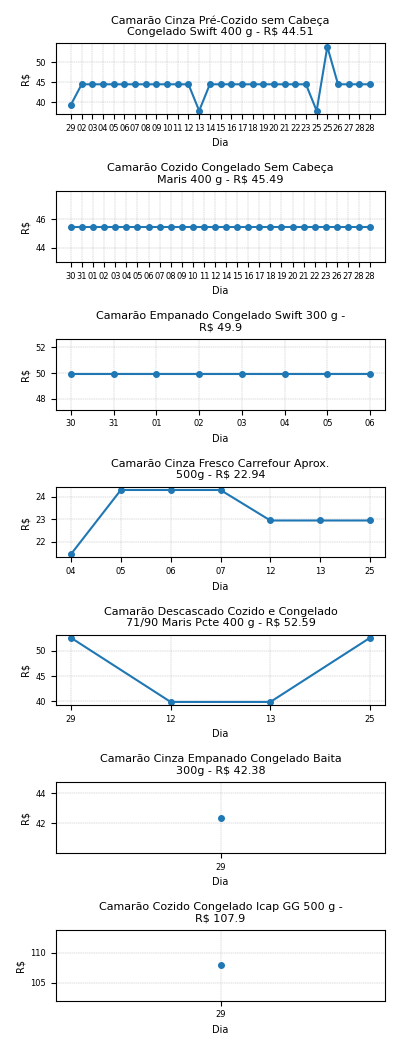 Camarão Cinza Pré-Cozido sem Cabeça
Congelado Swift 400 g - R$ 44.51
50
45
40
R$
29 02 03 04 05 06 07 08 09 10 11 12 13 14 15 16 17 18 19 20 21 22 23 25 25 26 27 28 28
Dia
Camarão Cozido Congelado Sem Cabeça
Maris 400 g - R$ 45.49
46
44
R$
30 31 01 02 03 04 05 06 07 08 09 10 11 12 14 15 16 17 18 19 20 21 22 23 25 26 27 28 28
Dia
Camarão Empanado Congelado Swift 300 g -
R$ 49.9
52
50
48
R$
30 31 01 02 03 04 05 06
Dia
Camarão Cinza Fresco Carrefour Aprox.
500g - R$ 22.94
24
23
22
R$
04 05 06 07 12 13 25
Dia
Camarão Descascado Cozido e Congelado
71/90 Maris Pcte 400 g - R$ 52.59
50
45
40
R$
29 12 13 25
Dia
Camarão Cinza Empanado Congelado Baita
300g - R$ 42.38
44
42
R$
29
Dia
Camarão Cozido Congelado Icap GG 500 g -
R$ 107.9
110
105
R$
29
Dia